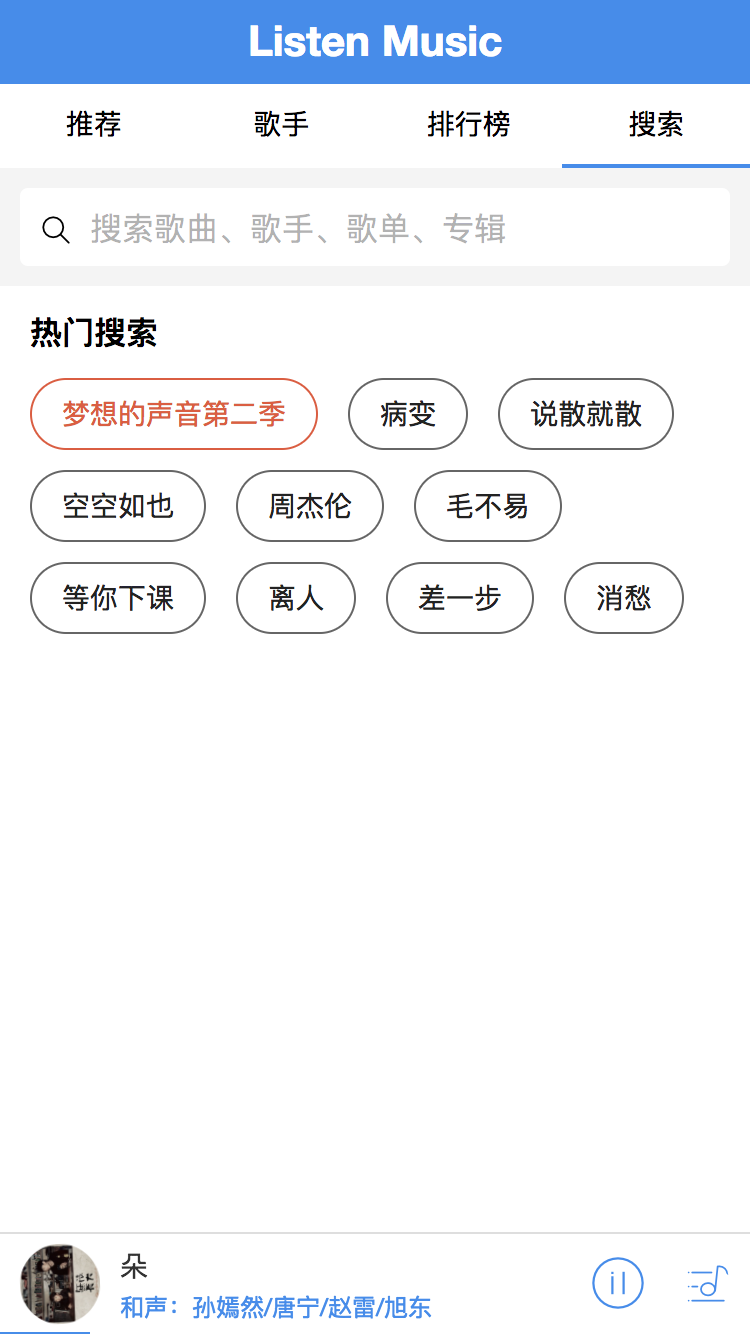 Listen Music
推荐 歌手 排行榜 搜索
搜索歌曲、歌手、歌单、专辑
热门搜索
梦想的声音第二季 病变 说散就散
空空如也 周杰伦 毛不易
等你下课 离人 差一步 消愁
朵
和声：孙嫣然/唐宁/赵雷/旭东